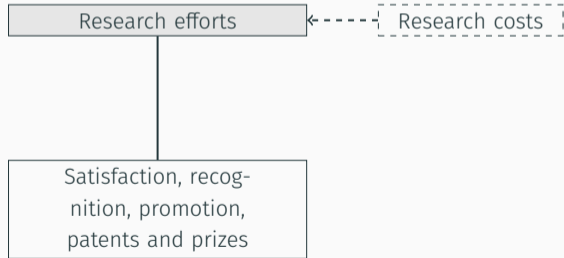 Research efforts
Research costs
Satisfaction, recog-
nition, promotion,
patents and prizes